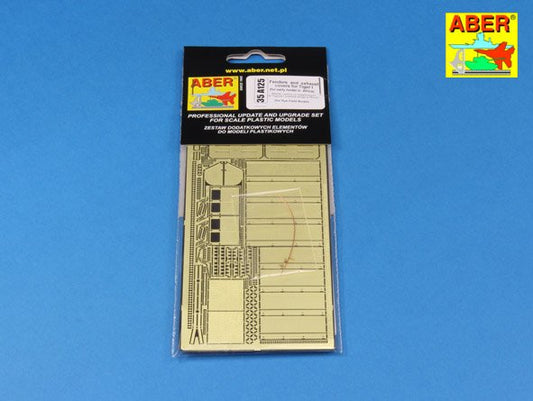 ABER®
www.aber.net.pl
ABER®
35 A125
Fenders and exhaust
covers for Tiger I
PROFESSIONAL UPDATE AND UPGRADE SET
FOR SCALE PLASTIC MODELS
ZESTAW DODATKOWYCH ELEMENTÓW
DO MODELI PLASTIKOWYCH